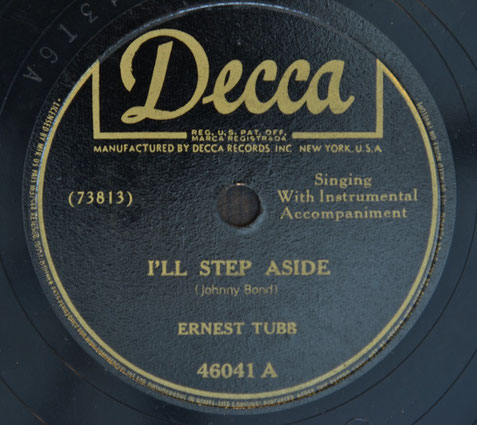 Decca
REG. U.S. PAT. OFF.
MARCA REGISTRADA
MANUFACTURED BY DECCA RECORDS, INC. NEW YORK, U.S.A.
(73813)
Singing
With Instrumental
Accompaniment
I'LL STEP ASIDE
(Johnny Bond)
ERNEST TUBB
46041 A